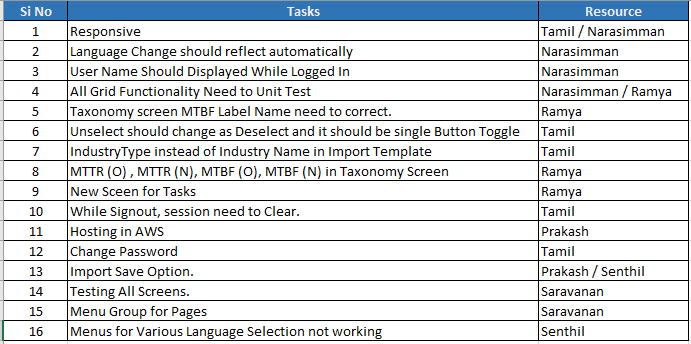 Si No Tasks Resource
1 Responsive Tamil / Narasimman
2 Language Change should reflect automatically Narasimman
3 User Name Should Displayed While Logged In Narasimman
4 All Grid Functionality Need to Unit Test Narasimman / Ramya
5 Taxonomy screen MTBF Label Name need to correct. Ramya
6 Unselect should change as Deselect and it should be single Button Toggle Tamil
7 IndustryType instead of Industry Name in Import Template Tamil
8 MTTR (O) , MTTR (N), MTBF (O), MTBF (N) in Taxonomy Screen Ramya
9 New Sceen for Tasks Ramya
10 While Signout, session need to Clear. Tamil
11 Hosting in AWS Prakash
12 Change Password Tamil
13 Import Save Option. Prakash / Senthil
14 Testing All Screens. Saravanan
15 Menu Group for Pages Saravanan
16 Menus for Various Language Selection not working Senthil